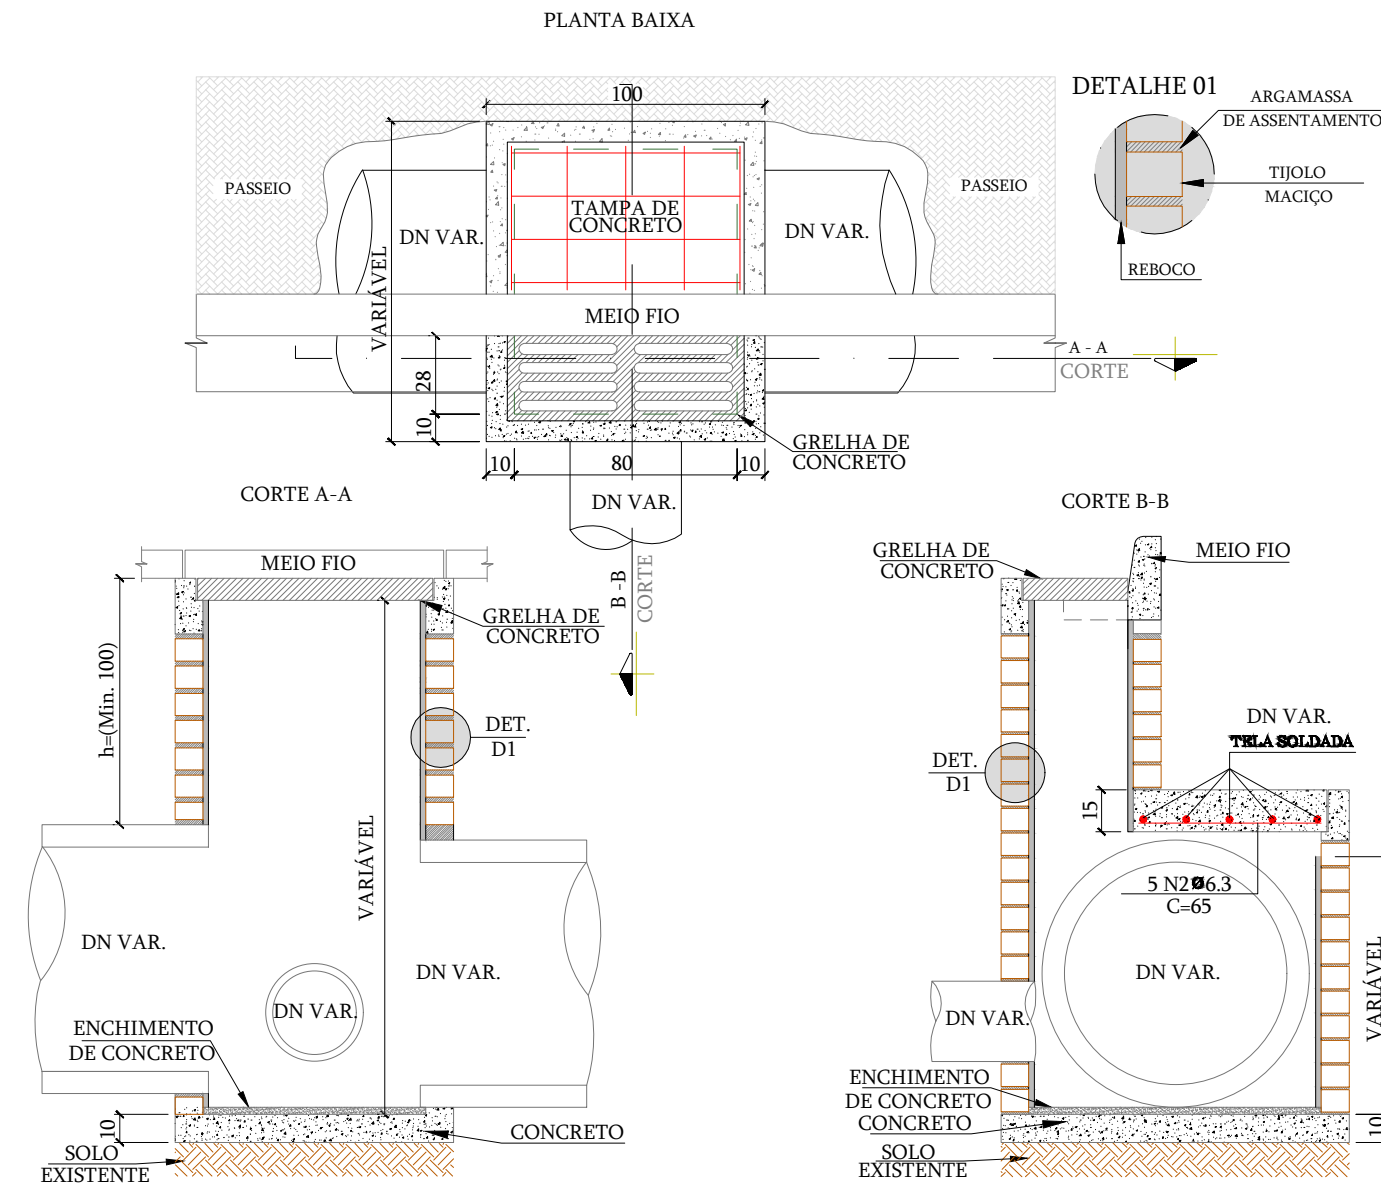 PLANTA BAIXA
100
DETALHE 01
ARGAMASSA
DE ASSENTAMENTO
TIJOLO
MACIÇO
REBOCO
PASSEIO
PASSEIO
TAMPA DE
CONCRETO
DN VAR.
DN VAR.
VARIÁVEL
MEIO FIO
A - A
CORTE
28
10
GRELHA DE
CONCRETO
10
80
10
DN VAR.
B -B
CORTE
CORTE A-A
MEIO FIO
GRELHA DE
CONCRETO
h=(Min. 100)
DET.
D1
VARIÁVEL
DN VAR.
DN VAR.
DN VAR.
ENCHIMENTO
DE CONCRETO
10
CONCRETO
SOLO
EXISTENTE
CORTE B-B
GRELHA DE
CONCRETO
MEIO FIO
DN VAR.
TELA SOLDADA
DET.
D1
15
5 N2Ø6.3
C=65
DN VAR.
DN VAR.
VARIÁVEL
ENCHIMENTO
DE CONCRETO
CONCRETO
10
SOLO
EXISTENTE